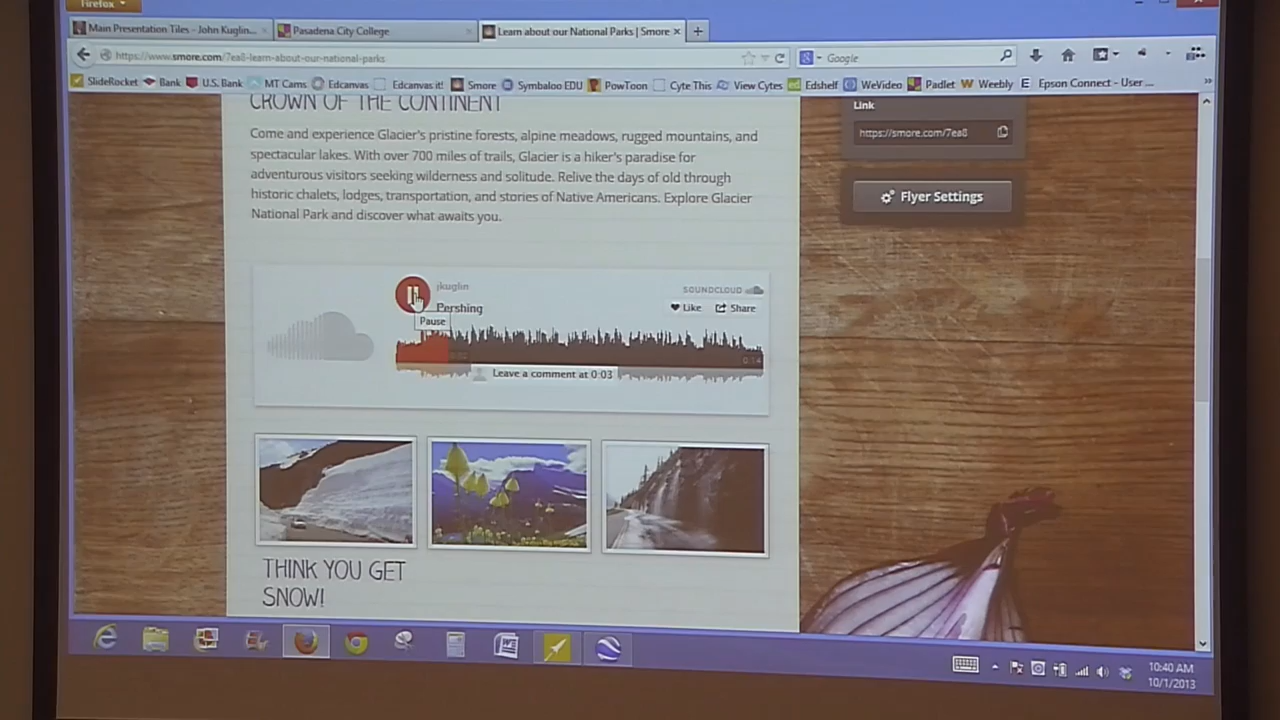 Firefox
Main Presentation Tiles - John Kuglin...
Pasadena City College
Learn about our National Parks | Smore
https://www.smore.com/7ea8-learn-about-our-national-parks
Google
SlideRocket Bank U.S. Bank MT Cams Edcanvas Edcanvas it! Smore Symbaloo EDU PowToon Cyte This View Cytes Edshelf WeVideo Padlet Weebly Epson Connect - User ...
CROWN OF THE CONTINENT
Come and experience Glacier's pristine forests, alpine meadows, rugged mountains, and
spectacular lakes. With over 700 miles of trails, Glacier is a hiker's paradise for
adventurous visitors seeking wilderness and solitude. Relive the days of old through
historic chalets, lodges, transportation, and stories of Native Americans. Explore Glacier
National Park and discover what awaits you.
Link
https://smore.com/7ea8
Flyer Settings
jkuglin
Pershing
Pause
SOUNDCLOUD
Like Share
0:02
0:14
Leave a comment at 0:03
THINK YOU GET
SNOW!
10:40 AM
10/1/2013